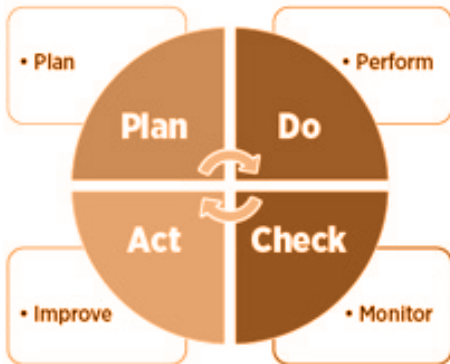 • Plan
• Perform
Plan
Do
Act
Check
• Improve
• Monitor